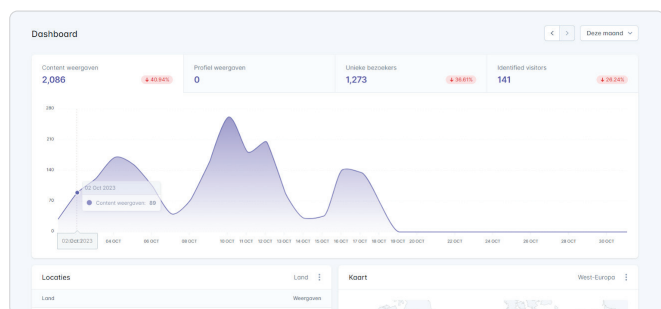 Dashboard
Deze maand
Content weergaven
2,086
40.84%
Profiel weergaven
0
Unieke bezoekers
1,273
36.61%
Identified visitors
141
26.24%
280
210
140
70
0
02 Oct 2023
Content weergaven 89
02 Oct 2023
04 OCT
06 OCT
08 OCT
10 OCT
11 OCT
12 OCT
13 OCT
14 OCT
15 OCT
16 OCT
17 OCT
18 OCT
19 OCT
20 OCT
22 OCT
24 OCT
26 OCT
28 OCT
30 OCT
Locaties
Land
Kaart
West-Europa
Land
Weergaven